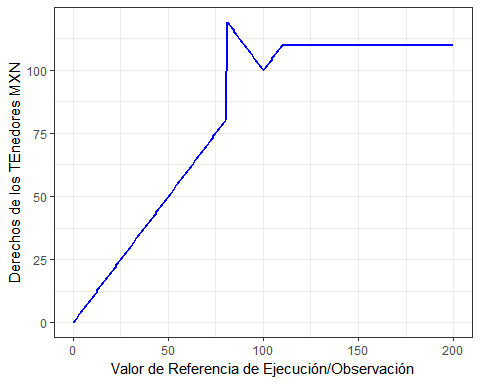 100
75
50
25
0
Derechos de los TEnedores MXN
0 50 100 150 200
Valor de Referencia de Ejecución/Observación